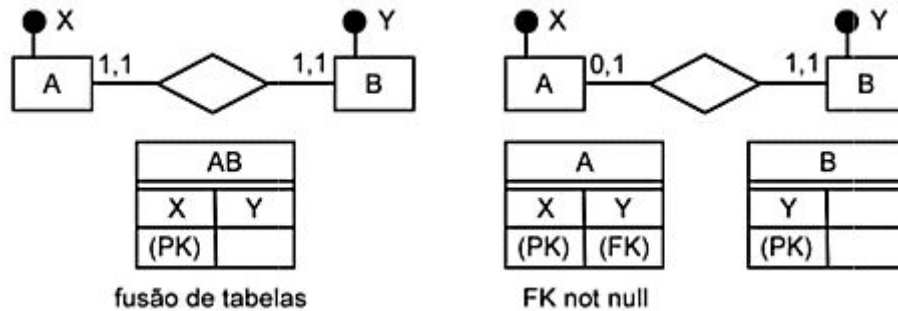 X Y X Y
A 1,1 1,1 B A 0,1 1,1 B
AB A B
X Y X Y Y
(PK) (PK) (FK) (PK)
fusão de tabelas FK not null